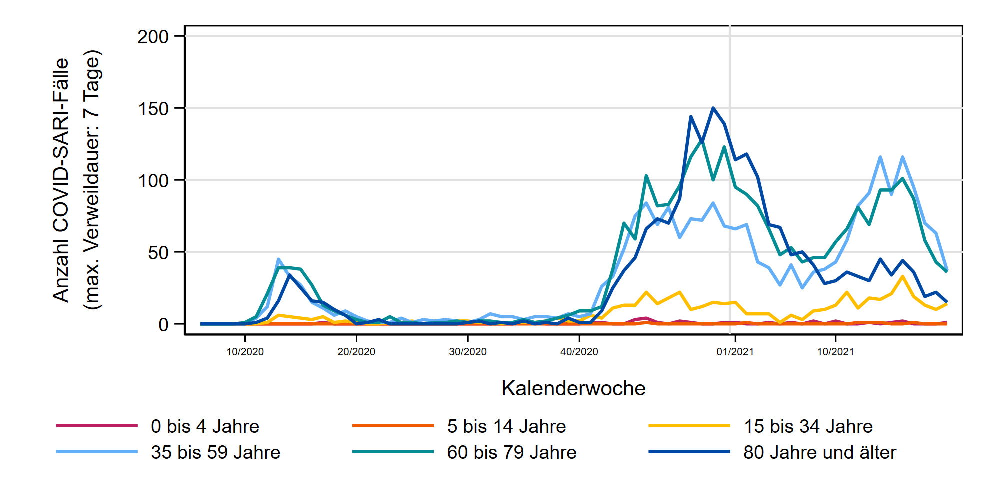 Anzahl COVID-SARI-Fälle
(max. Verweildauer: 7 Tage)
200
150
100
50
0
10/2020 20/2020 30/2020 40/2020 01/2021 10/2021
Kalenderwoche
0 bis 4 Jahre 5 bis 14 Jahre 15 bis 34 Jahre
35 bis 59 Jahre 60 bis 79 Jahre 80 Jahre und älter